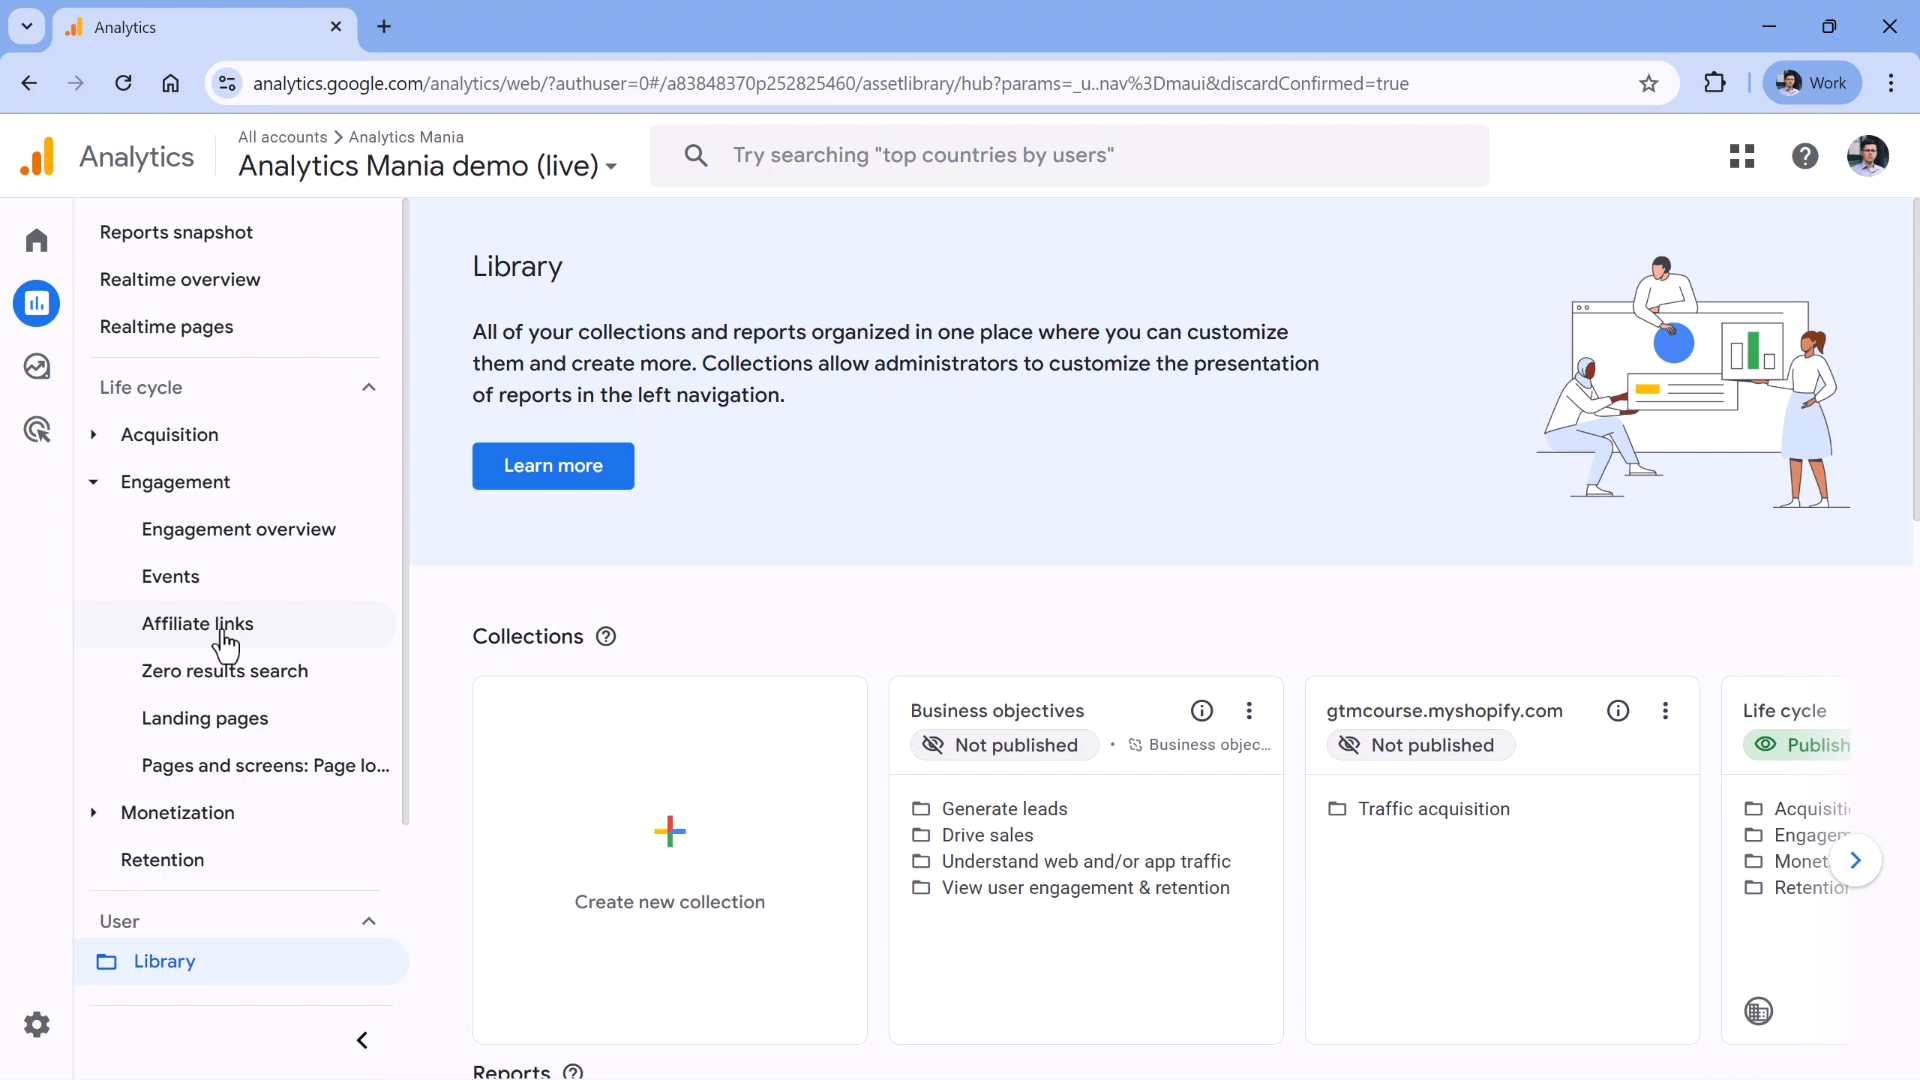 Analytics
analytics.google.com/analytics/web/?authuser=0#/a83848370p252825460/assetlibrary/hub?params=_u..nav%3Dmaui&discardConfirmed=true
Work
Analytics
All accounts > Analytics Mania
Analytics Mania demo (live)
Try searching "top countries by users"
Reports snapshot
Realtime overview
Realtime pages
Life cycle
Acquisition
Engagement
Engagement overview
Events
Affiliate links
Zero results search
Landing pages
Pages and screens: Page lo...
Monetization
Retention
User
Library
Library
All of your collections and reports organized in one place where you can customize
them and create more. Collections allow administrators to customize the presentation
of reports in the left navigation.
Learn more
Collections
Create new collection
Business objectives
Not published • Business objec...
Generate leads
Drive sales
Understand web and/or app traffic
View user engagement & retention
gtmcourse.myshopify.com
Not published
Traffic acquisition
Life cycle
Publish
Acquisiti
Engagem
Monet
Retentio
Reports